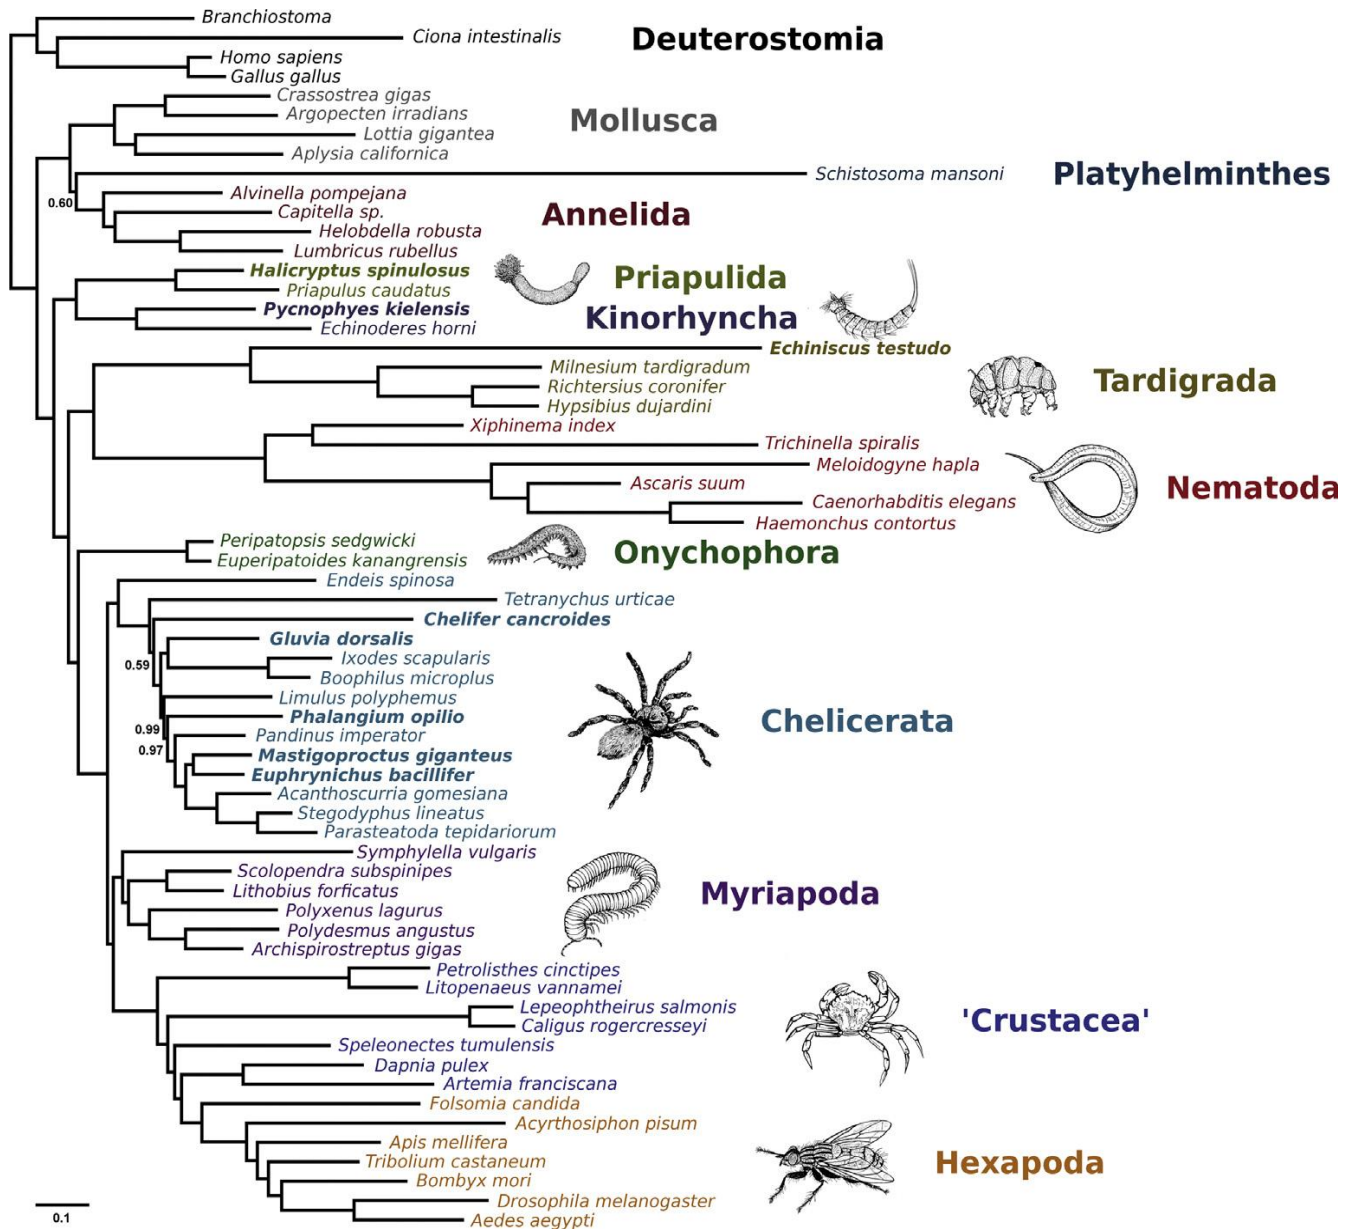 Branchiostoma
Ciona intestinalis
Deuterostomia
Homo sapiens
Gallus gallus
Crassostrea gigas
Argopecten irradians
Mollusca
Lottia gigantea
Aplysia californica
Schistosoma mansoni
Platyhelminthes
0.60
Alvinella pompejana
Capitella sp.
Annelida
Helobdella robusta
Lumbricus rubellus
Halicryptus spinulosus
Priapulida
Priapulus caudatus
Pycnophyes kielensis
Kinorhyncha
Echinoderes horni
Echiniscus testudo
Milnesium tardigradum
Tardigrada
Richtersius coronifer
Hypsibius dujardini
Xiphinema index
Trichinella spiralis
Meloidogyne hapla
Ascaris suum
Nematoda
Caenorhabditis elegans
Haemonchus contortus
Peripatopsis sedgwicki
Onychophora
Euperipatoides kanangrensis
Endeis spinosa
Tetranychus urticae
Chelifer cancroides
Gluvia dorsalis
0.59
Ixodes scapularis
Boophilus microplus
Limulus polyphemus
Phalangium opilio
Chelicerata
0.99
Pandinus imperator
0.97
Mastigoproctus giganteus
Euphrynichus bacillifer
Acanthoscurria gomesiana
Stegodyphus lineatus
Parasteatoda tepidariorum
Symphylella vulgaris
Scolopendra subspinipes
Lithobius forficatus
Myriapoda
Polyxenus lagurus
Polydesmus angustus
Archispirostreptus gigas
Petrolisthes cinctipes
Litopenaeus vannamei
Lepeophtheirus salmonis
'Crustacea'
Caligus rogercresseyi
Speleonectes tumulensis
Dapnia pulex
Artemia franciscana
Folsomia candida
Acyrthosiphon pisum
Apis mellifera
Tribolium castaneum
Hexapoda
Bombyx mori
Drosophila melanogaster
Aedes aegypti
0.1